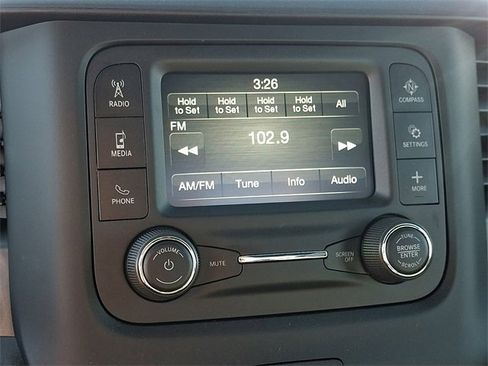 3:26
Hold to Set
Hold to Set
Hold to Set
Hold to Set
All
FM
102.9
AM/FM
Tune
Info
Audio
RADIO
MEDIA
PHONE
COMPASS
SETTINGS
MORE
VOLUME
MUTE
SCREEN OFF
TUNE
BROWSE
ENTER
SCROLL